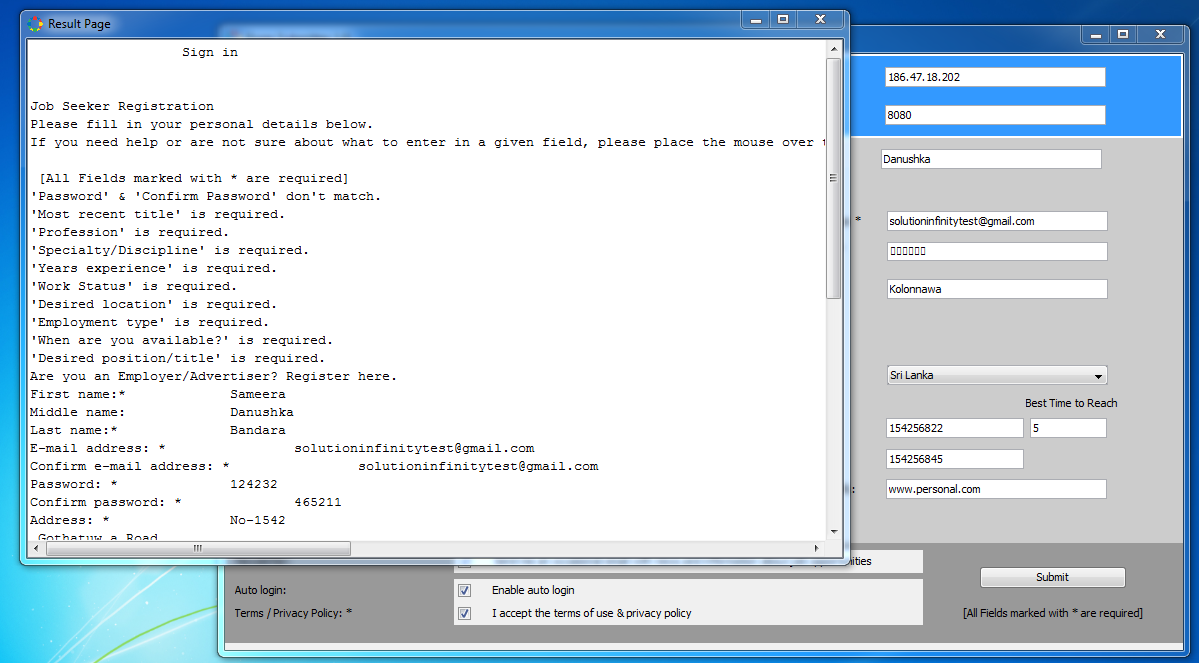 Result Page
Sign in
Job Seeker Registration
Please fill in your personal details below.
If you need help or are not sure about what to enter in a given field, please place the mouse over
[All Fields marked with * are required]
'Password' & 'Confirm Password' don't match.
'Most recent title' is required.
'Profession' is required.
'Specialty/Discipline' is required.
'Years experience' is required.
'Work Status' is required.
'Desired location' is required.
'Employment type' is required.
'When are you available?' is required.
'Desired position/title' is required.
Are you an Employer/Advertiser? Register here.
First name:* Sameera
Middle name: Danushka
Last name:* Bandara
E-mail address: * solutioninfinitytest@gmail.com
Confirm e-mail address: * solutioninfinitytest@gmail.com
Password: * 124232
Confirm password: * 465211
Address: * No-1542
Gothatuw a Road
186.47.18.202
8080
Danushka
* solutioninfinitytest@gmail.com
Kolonnawa
Sri Lanka
Best Time to Reach
154256822 5
154256845
: www.personal.com
Auto login: Enable auto login
Terms / Privacy Policy: * I accept the terms of use & privacy policy
Submit
[All Fields marked with * are required]